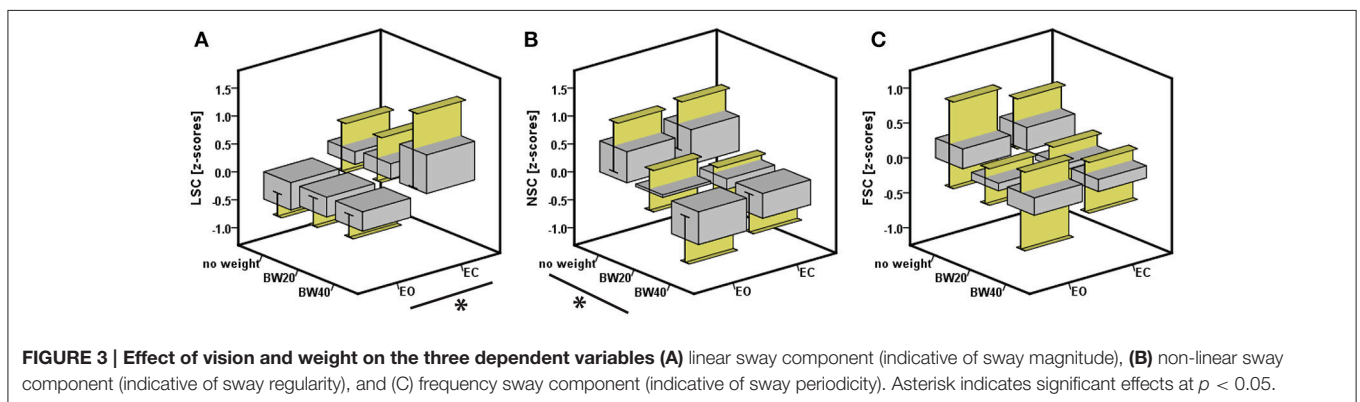 A
B
C
LSC [z-scores]
1.5
1.0
0.5
0.0
-0.5
-1.0
no weight
BW20
BW40
EO
EC
*
NSC [z-scores]
1.5
1.0
0.5
0.0
-0.5
-1.0
no weight
BW20
BW40
EO
EC
*
FSC [z-scores]
1.0
0.5
0.0
-0.5
-1.0
no weight
BW20
BW40
EO
EC
FIGURE 3 | Effect of vision and weight on the three dependent variables (A) linear sway component (indicative of sway magnitude), (B) non-linear sway
component (indicative of sway regularity), and (C) frequency sway component (indicative of sway periodicity). Asterisk indicates significant effects at p < 0.05.